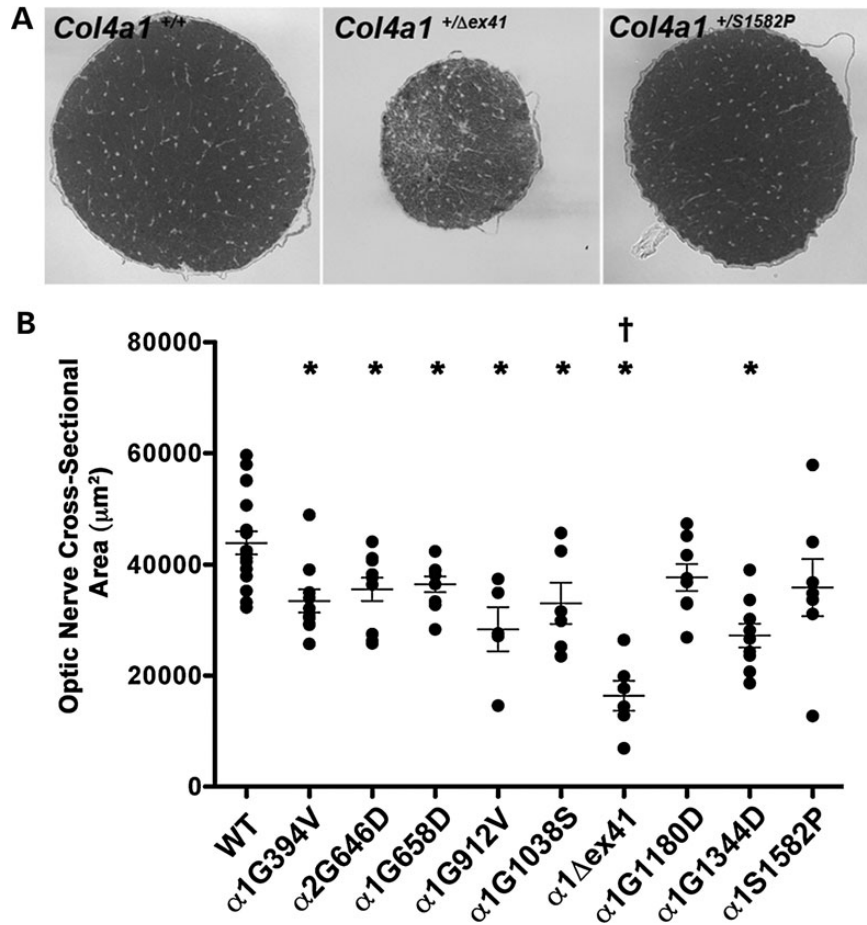 A
Col4a1 +/+
Col4a1 +/Δex41
Col4a1 +/S1582P
B
80000
60000
40000
20000
0
Optic Nerve Cross-Sectional
Area (μm²)
†
* * * * * * *
WT
α1G394V
α2G646D
α1G658D
α1G912V
α1G1038S
α1Δex41
α1G1180D
α1G1344D
α1S1582P